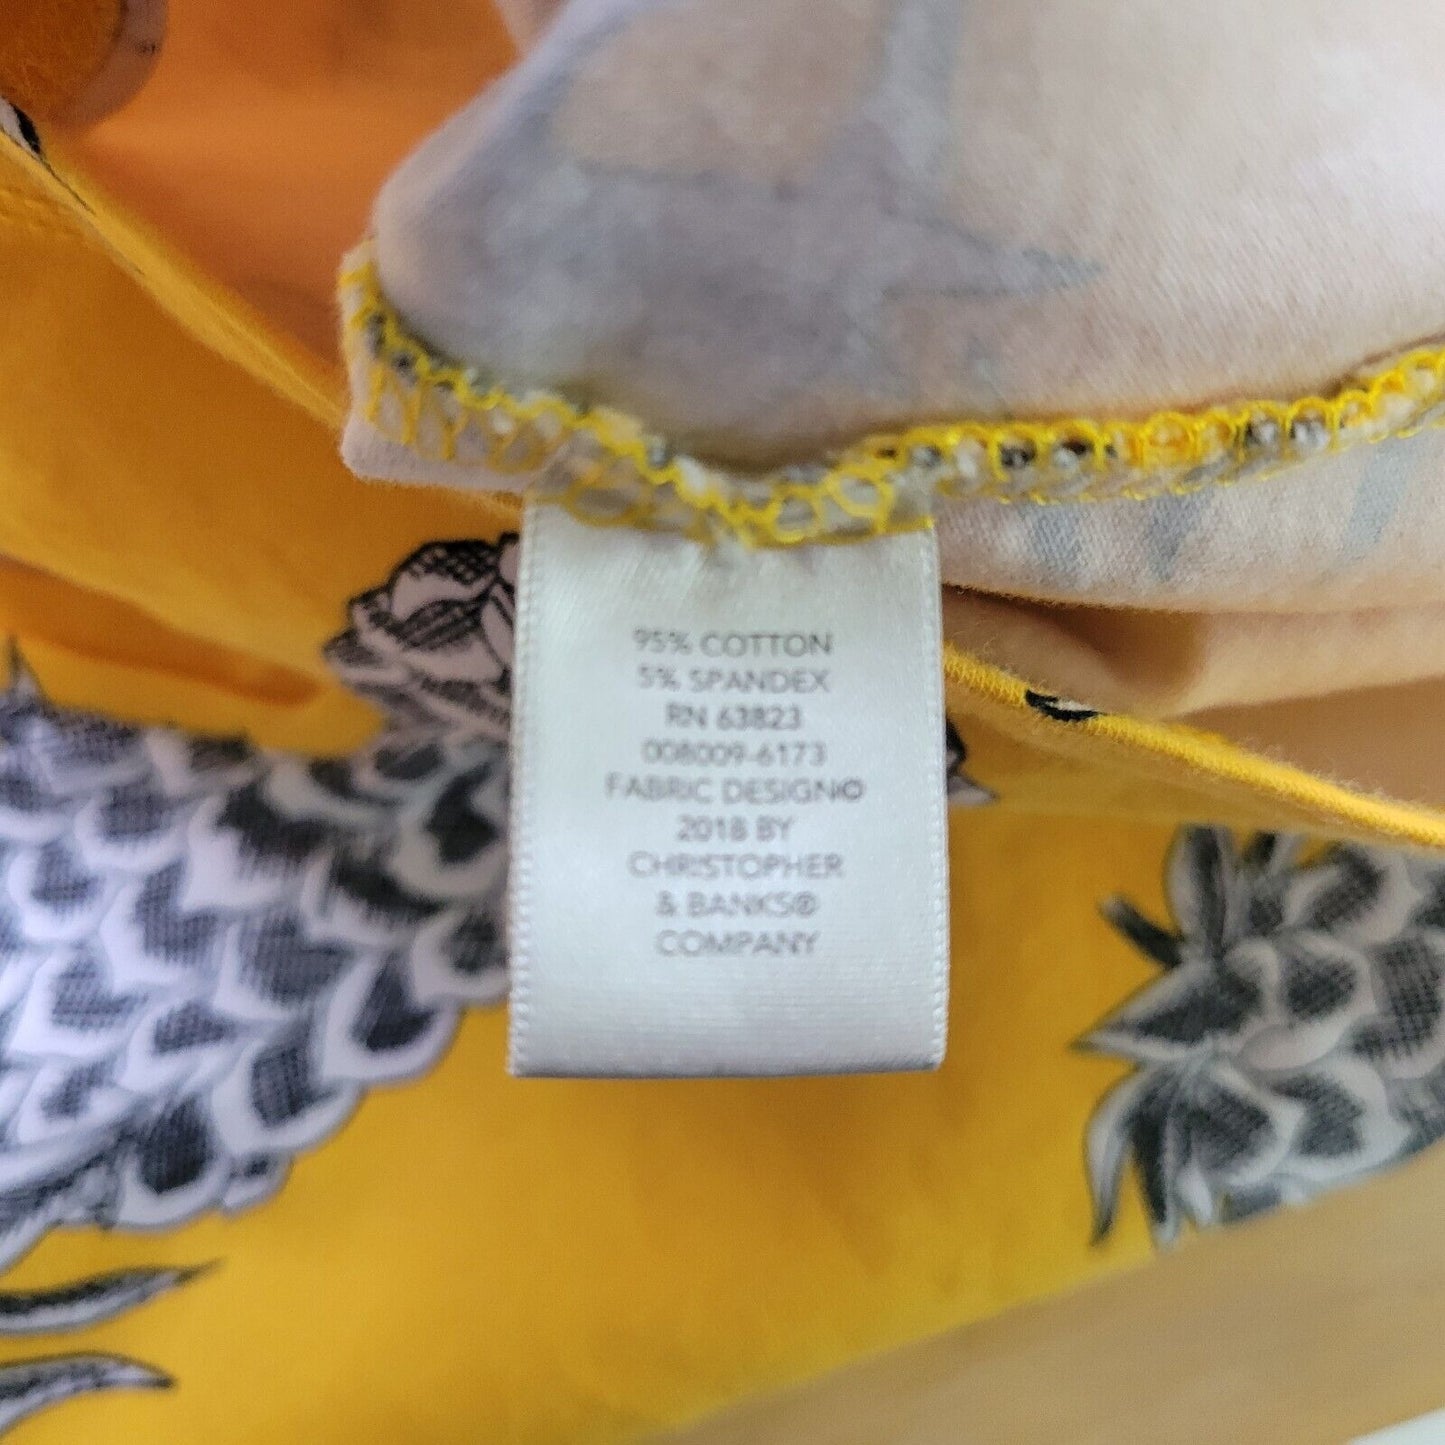 95% COTTON
5% SPANDEX
RN 63823
008009-6173
FABRIC DESIGN©
2018 BY
CHRISTOPHER
& BANKS®
COMPANY